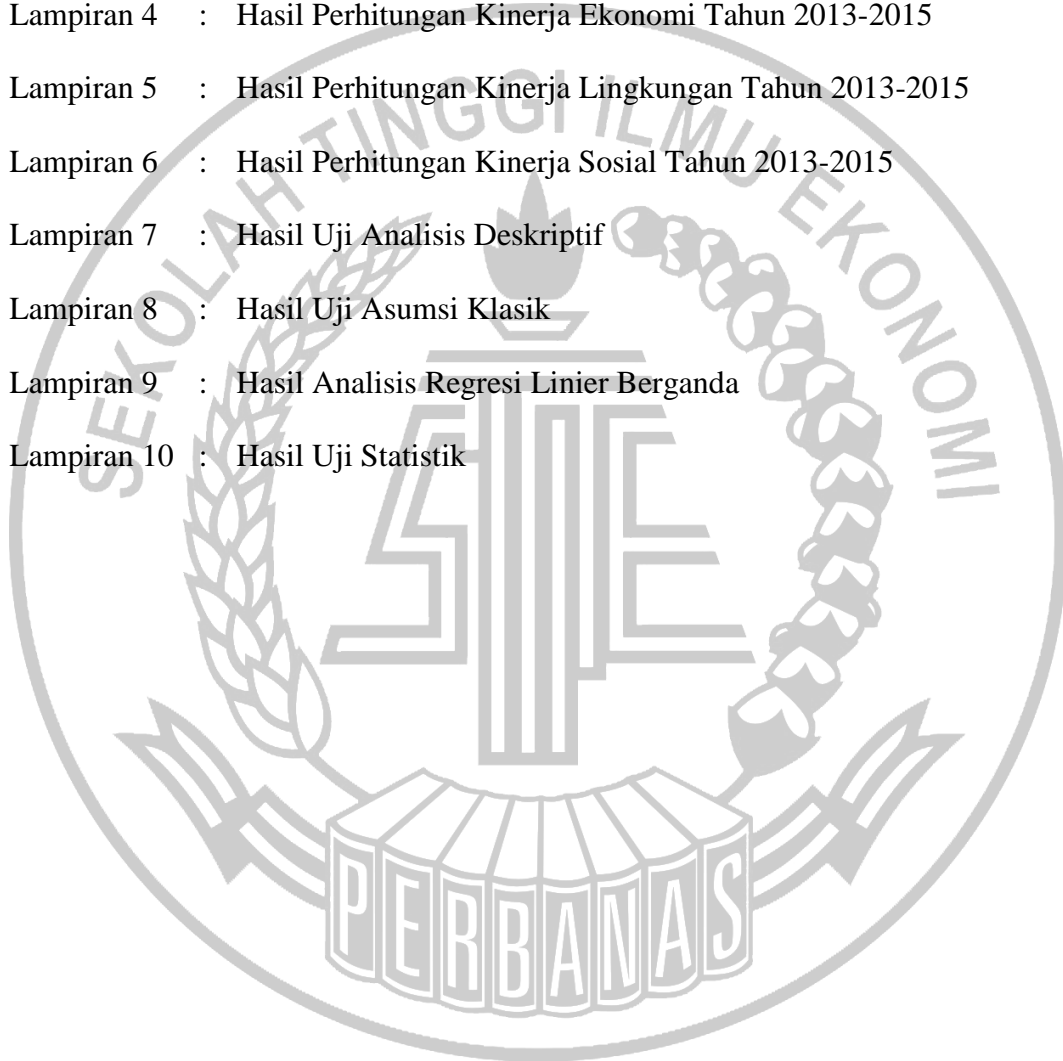 Lampiran 4 : Hasil Perhitungan Kinerja Ekonomi Tahun 2013-2015
Lampiran 5 : Hasil Perhitungan Kinerja Lingkungan Tahun 2013-2015
Lampiran 6 : Hasil Perhitungan Kinerja Sosial Tahun 2013-2015
Lampiran 7 : Hasil Uji Analisis Deskriptif
Lampiran 8 : Hasil Uji Asumsi Klasik
Lampiran 9 : Hasil Analisis Regresi Linier Berganda
Lampiran 10 : Hasil Uji Statistik
SEKOLAH TINGGI ILMU EKONOMI
STIE
PERBANAS